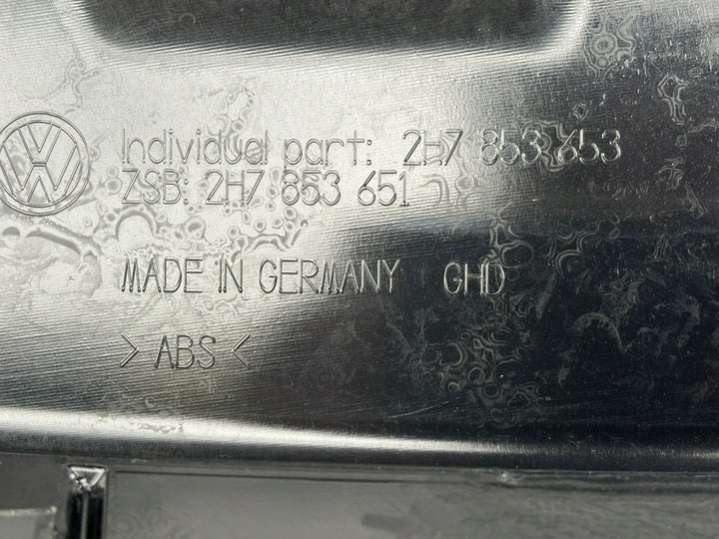 Individual part: 2H7 853 653
ZSB: 2H7 853 651
MADE IN GERMANY GHD
> ABS <